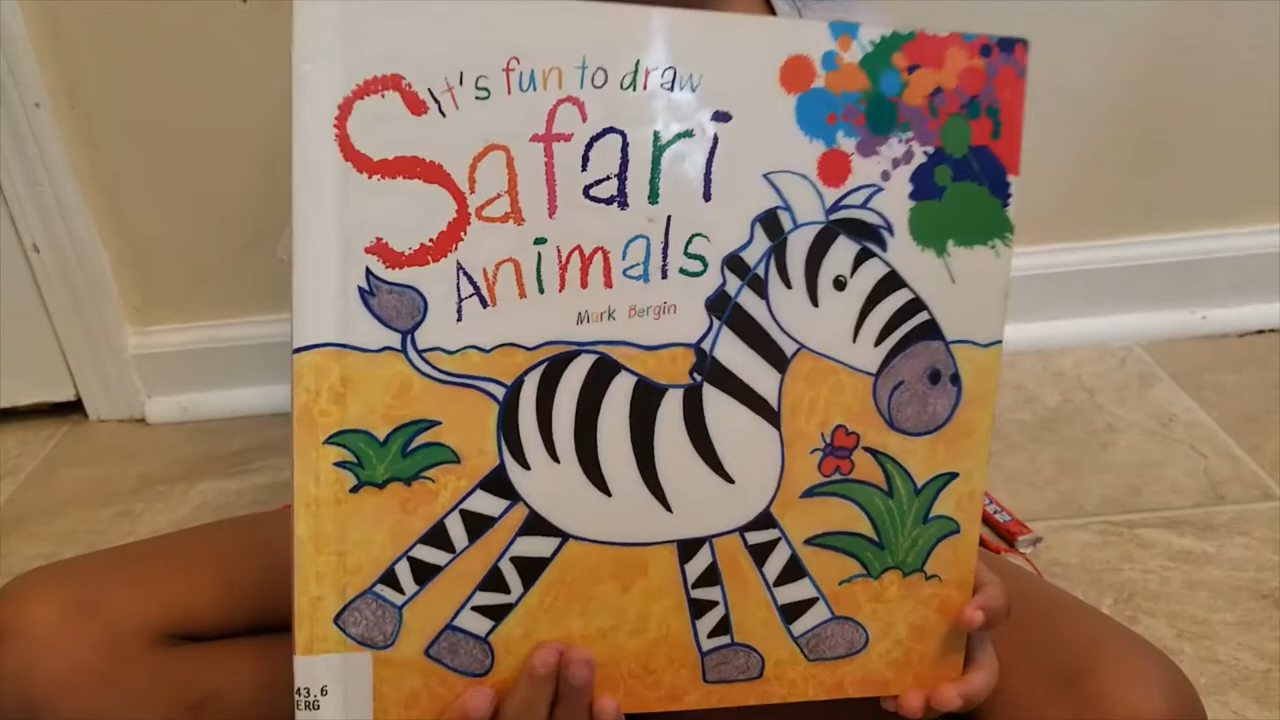 It's fun to draw
Safari
Animals
Mark Bergin
43.6
ERG